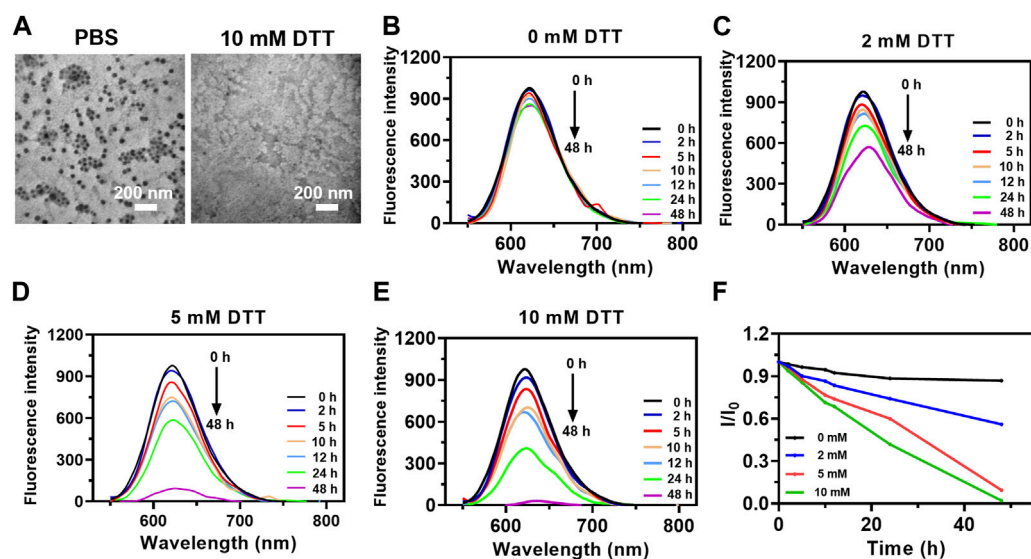 A
PBS
10 mM DTT
200 nm
200 nm
B
0 mM DTT
Fluorescence intensity
1200
900
600
300
0
600
700
800
Wavelength (nm)
0 h
48 h
0 h
2 h
5 h
10 h
12 h
24 h
48 h
C
2 mM DTT
Fluorescence intensity
1200
900
600
300
0
600
700
800
Wavelength (nm)
0 h
48 h
0 h
2 h
5 h
10 h
12 h
24 h
48 h
D
5 mM DTT
Fluorescence intensity
1200
900
600
300
0
600
700
800
Wavelength (nm)
0 h
48 h
0 h
2 h
5 h
10 h
12 h
24 h
48 h
E
10 mM DTT
Fluorescence intensity
1200
900
600
300
0
600
700
800
Wavelength (nm)
0 h
48 h
0 h
2 h
5 h
10 h
12 h
24 h
48 h
F
I/I0
1.2
0.9
0.6
0.3
0.0
0
20
40
Time (h)
0 mM
2 mM
5 mM
10 mM